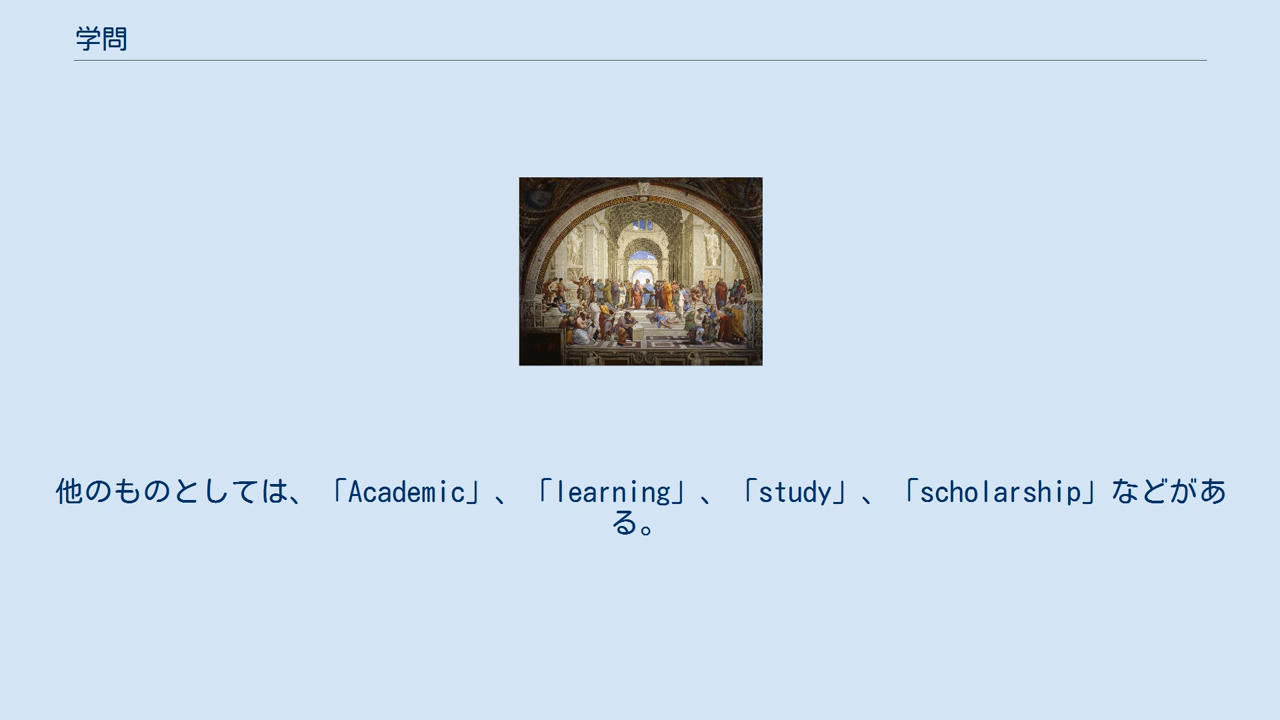 学問
他のものとしては、「Academic」、「learning」、「study」、「scholarship」などがあ
る。